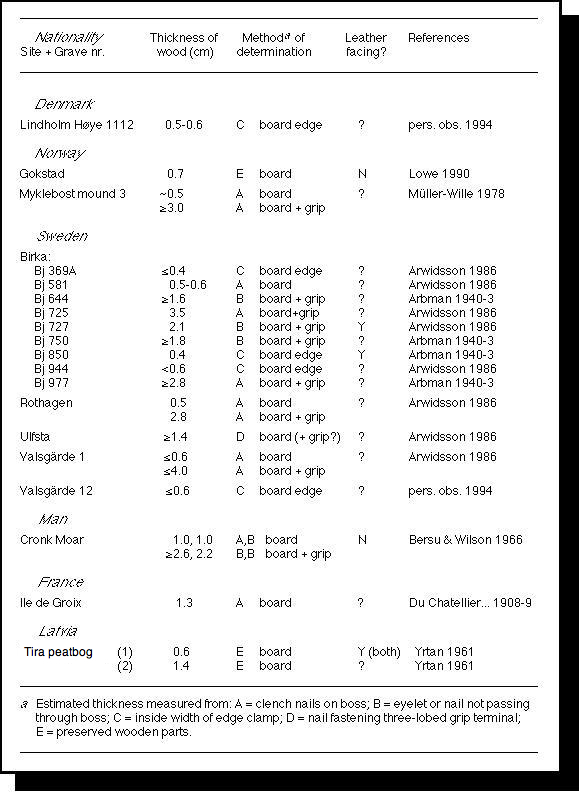 Nationality Thickness of Method a of Leather References
Site + Grave nr. wood (cm) determination facing?
Denmark
Lindholm Høye 1112 0.5-0.6 C board edge ? pers. obs. 1994
Norway
Gokstad 0.7 E board N Lowe 1990
Myklebost mound 3 ~0.5 A board ? Müller-Wille 1978
≥3.0 A board + grip
Sweden
Birka:
Bj 369A ≤0.4 C board edge ? Arwidsson 1986
Bj 581 0.5-0.6 A board ? Arwidsson 1986
Bj 644 ≥1.6 B board + grip ? Arbman 1940-3
Bj 725 3.5 A board+grip ? Arwidsson 1986
Bj 727 2.1 B board + grip Y Arwidsson 1986
Bj 750 ≥1.8 B board + grip ? Arbman 1940-3
Bj 850 0.4 C board edge Y Arbman 1940-3
Bj 944 <0.6 C board edge ? Arwidsson 1986
Bj 977 ≥2.8 A board + grip ? Arbman 1940-3
Rothagen 0.5 A board ? Arwidsson 1986
2.8 A board + grip
Ulfsta ≥1.4 D board (+ grip?) ? Arwidsson 1986
Valsgärde 1 ≤0.6 A board ? Arwidsson 1986
≤4.0 A board + grip
Valsgärde 12 ≤0.6 C board edge ? pers. obs. 1994
Man
Cronk Moar 1.0, 1.0 A,B board N Bersu & Wilson 1966
≥2.6, 2.2 B,B board + grip
France
Ile de Groix 1.3 A board ? Du Chatellier... 1908-9
Latvia
Tira peatbog (1) 0.6 E board Y (both) Yrtan 1961
(2) 1.4 E board ? Yrtan 1961
a Estimated thickness measured from: A = clench nails on boss; B = eyelet or nail not passing
through boss; C = inside width of edge clamp; D = nail fastening three-lobed grip terminal;
E = preserved wooden parts.